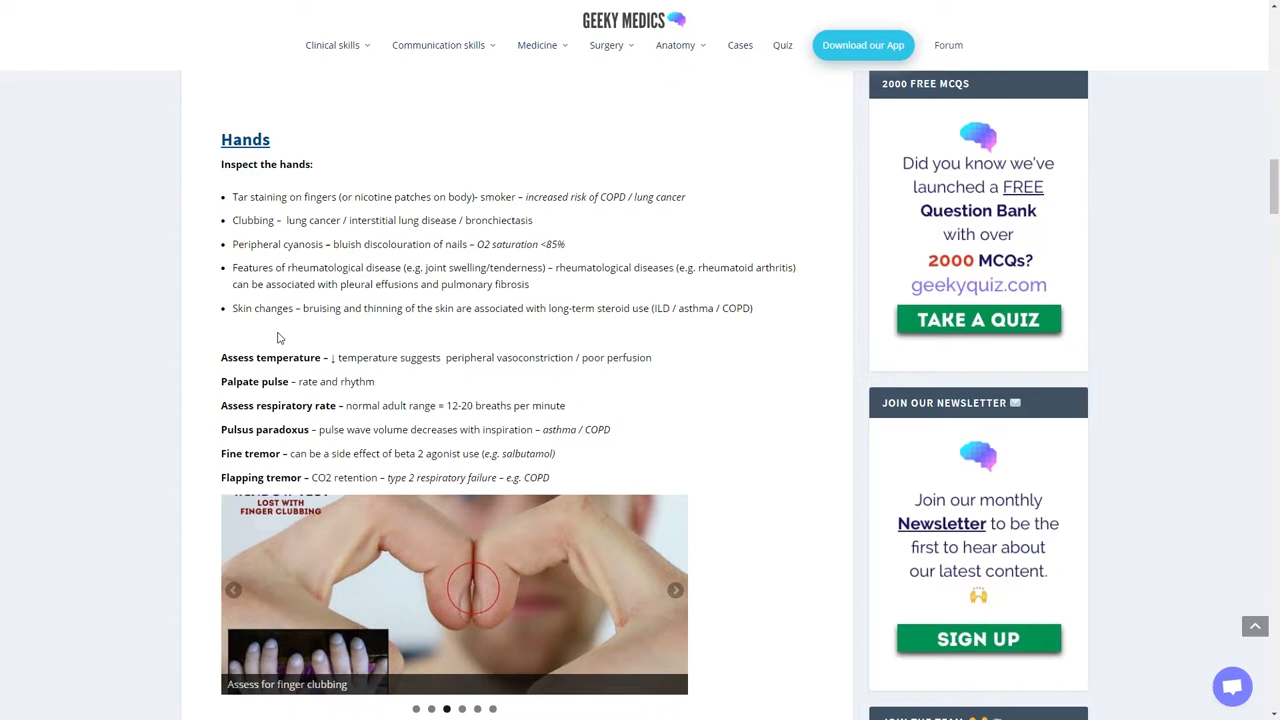 GEEKY MEDICS
Clinical skills
Communication skills
Medicine
Surgery
Anatomy
Cases
Quiz
Download our App
Forum
Hands
Inspect the hands:
Tar staining on fingers (or nicotine patches on body)- smoker – increased risk of COPD / lung cancer
Clubbing – lung cancer / interstitial lung disease / bronchiectasis
Peripheral cyanosis – bluish discolouration of nails – O2 saturation <85%
Features of rheumatological disease (e.g. joint swelling/tenderness) – rheumatological diseases (e.g. rheumatoid arthritis)
can be associated with pleural effusions and pulmonary fibrosis
Skin changes – bruising and thinning of the skin are associated with long-term steroid use (ILD / asthma / COPD)
Assess temperature – ↓ temperature suggests peripheral vasoconstriction / poor perfusion
Palpate pulse – rate and rhythm
Assess respiratory rate – normal adult range = 12-20 breaths per minute
Pulsus paradoxus – pulse wave volume decreases with inspiration – asthma / COPD
Fine tremor – can be a side effect of beta 2 agonist use (e.g. salbutamol)
Flapping tremor – CO2 retention – type 2 respiratory failure – e.g. COPD
LOST WITH
FINGER CLUBBING
Assess for finger clubbing
2000 FREE MCQS
Did you know we've
launched a FREE
Question Bank
with over
2000 MCQs?
geekyquiz.com
TAKE A QUIZ
JOIN OUR NEWSLETTER
Join our monthly
Newsletter to be the
first to hear about
our latest content.
SIGN UP